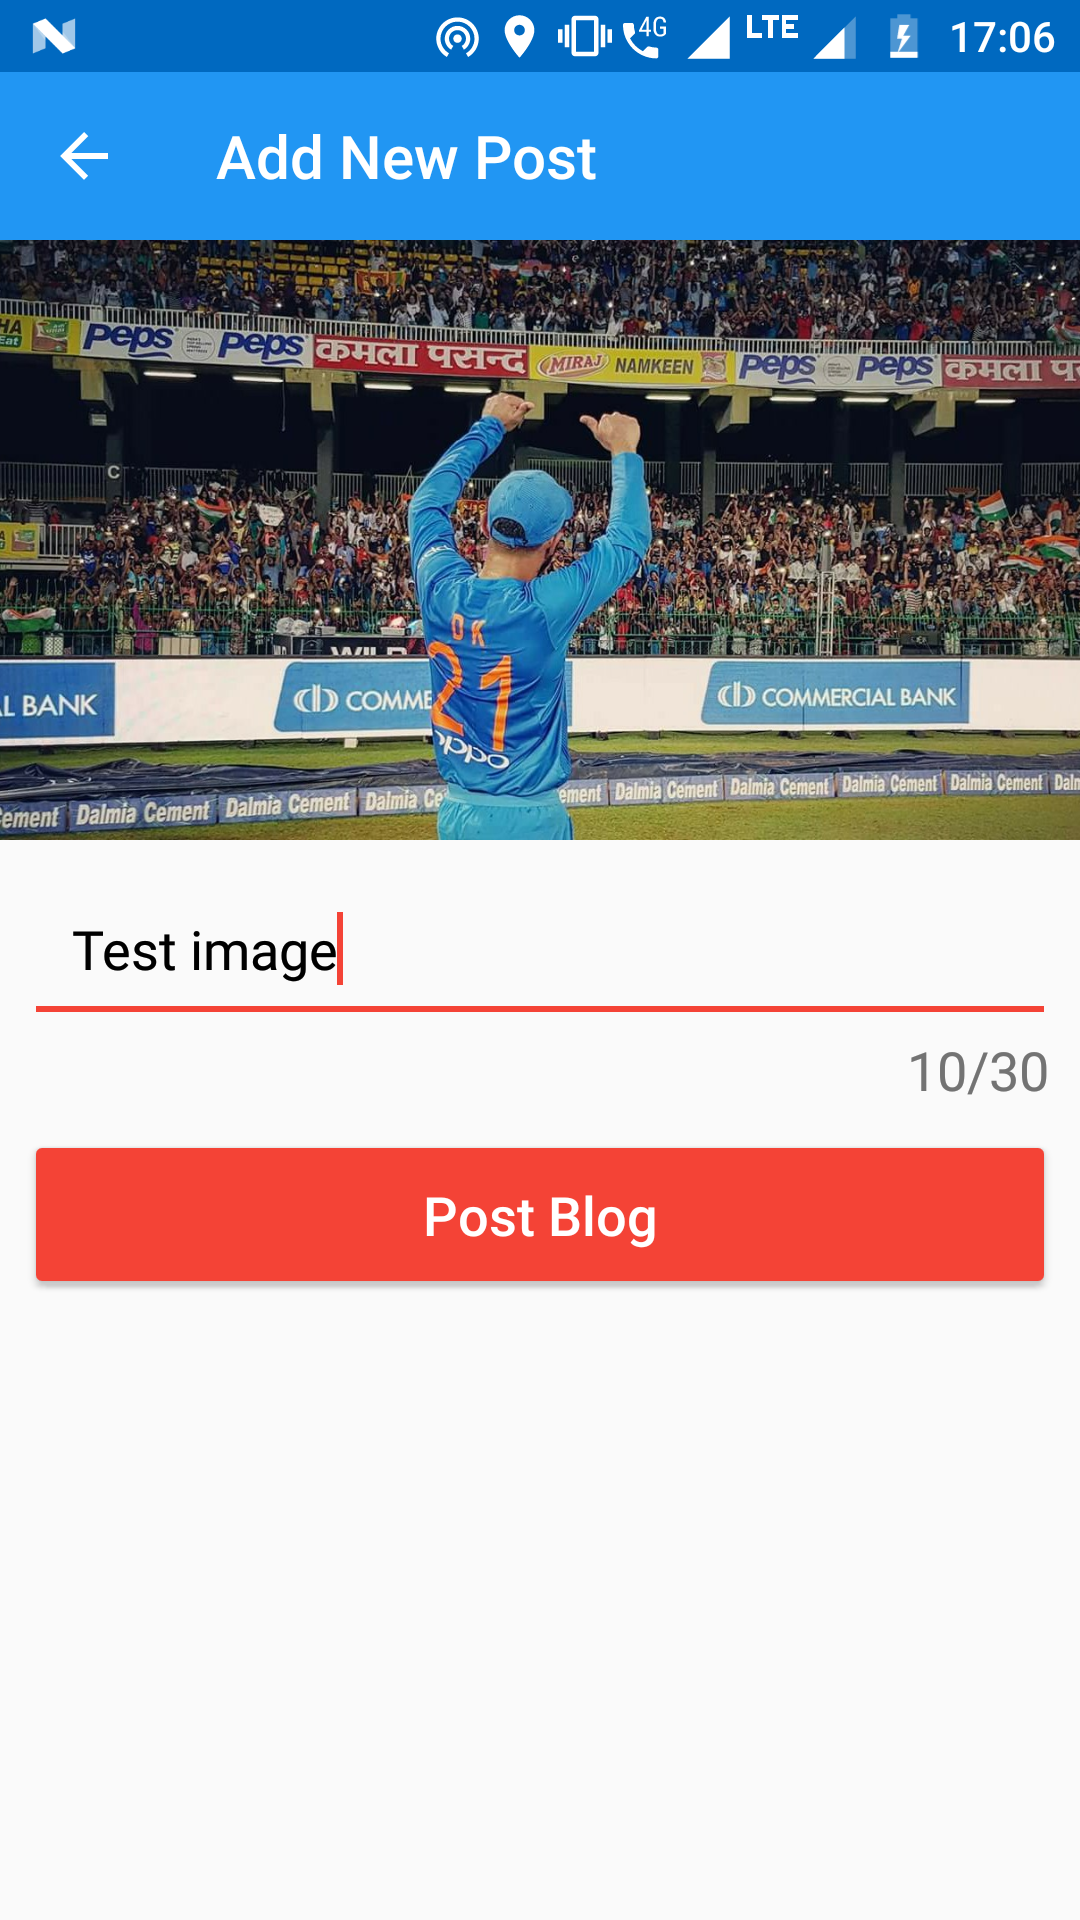 4G LTE 17:06
Add New Post
HA Eat Peps Peps कमला पसन्द MIRAJ NAMKEEN Peps Peps कमला
C
DK
21
oppo
L BANK COMME COMMERCIAL BANK
ement Dalmia Cement Dalmia Cement Dalmia Ce ement Dalmia Cement Dalmia Cement Dalmia Cement Dalmia Cement Dalm
Test image
10/30
Post Blog